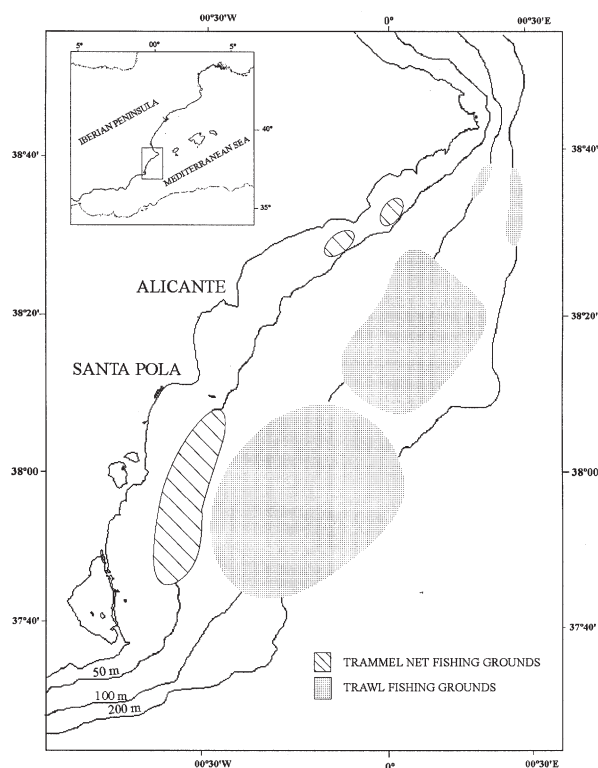 00°30'W
0°
00°30'E
5°
00°
5°
IBERIAN PENINSULA
40°
MEDITERRANEAN SEA
35°
38°40'
38°40'
ALICANTE
38°20'
38°20'
SANTA POLA
38°00
38°00
37°40'
37°40'
50 m
100 m
200 m
TRAMMEL NET FISHING GROUNDS
TRAWL FISHING GROUNDS
00°30'W
0°
00°30'E